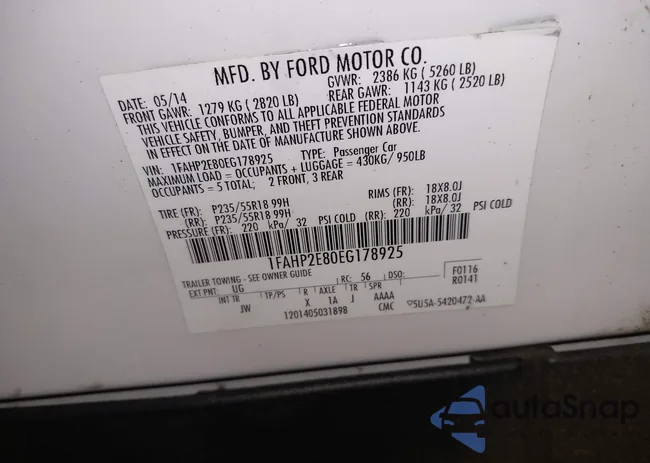 MFD. BY FORD MOTOR CO.
DATE: 05/14 GVWR: 2386 KG ( 5260 LB)
FRONT GAWR: 1279 KG ( 2820 LB) REAR GAWR: 1143 KG ( 2520 LB)
THIS VEHICLE CONFORMS TO ALL APPLICABLE FEDERAL MOTOR
VEHICLE SAFETY, BUMPER, AND THEFT PREVENTION STANDARDS
IN EFFECT ON THE DATE OF MANUFACTURE SHOWN ABOVE.
VIN: 1FAHP2E80EG178925 TYPE: Passenger Car
MAXIMUM LOAD = OCCUPANTS + LUGGAGE = 430KG/ 950LB
OCCUPANTS = 5 TOTAL; 2 FRONT, 3 REAR
TIRE (FR): P235/55R18 99H RIMS (FR): 18X8.0J
(RR): P235/55R18 99H (RR): 18X8.0J
PRESSURE (FR): 220 kPa/ 32 PSI COLD (RR): 220 kPa/ 32 PSI COLD
1FAHP2E80EG178925
TRAILER TOWING - SEE OWNER GUIDE F0116
EXT PNT: UG RC: 56 DSO: R0141
INT TR TP/PS R AXLE TR SPR
JW X 1A J AAAA
1201405031898 CMC 5U5A-5420472-AA
autoSnap